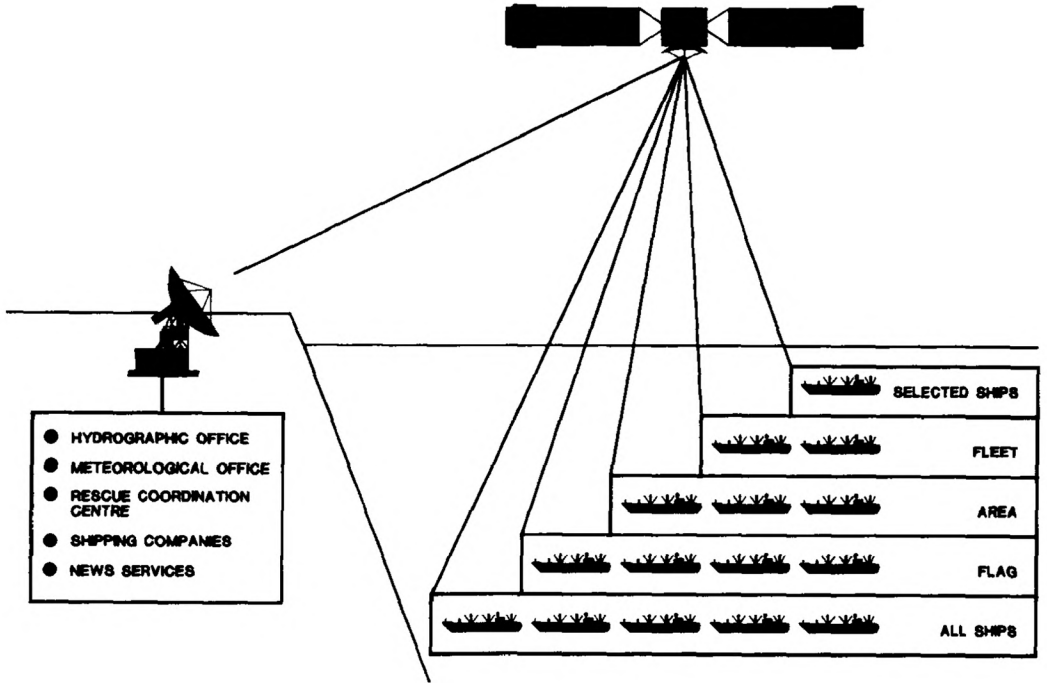 HYDROGRAPHIC OFFICE
METEOROLOGICAL OFFICE
RESCUE COORDINATION
CENTRE
SHIPPING COMPANIES
NEWS SERVICES
SELECTED SHIPS
FLEET
AREA
FLAG
ALL SHIPS